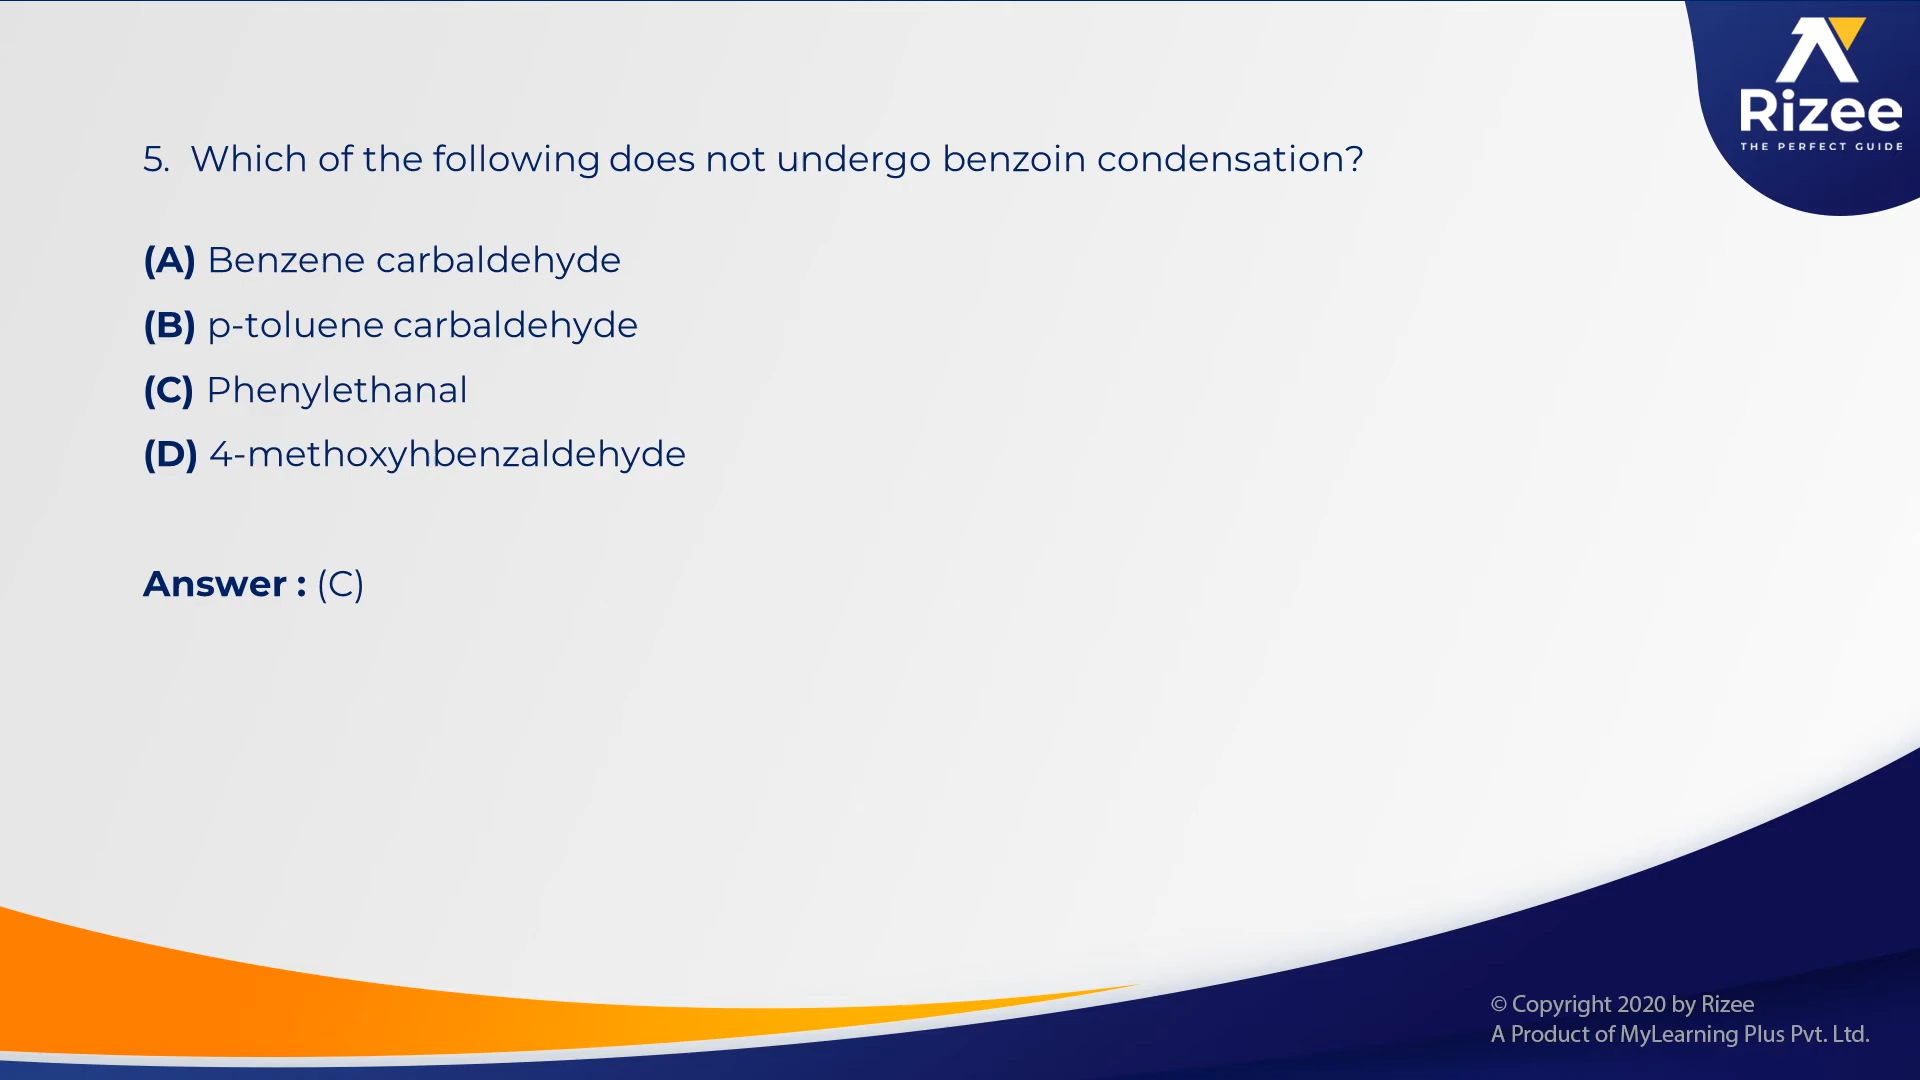 Rizee
THE PERFECT GUIDE
5. Which of the following does not undergo benzoin condensation?
(A) Benzene carbaldehyde
(B) p-toluene carbaldehyde
(C) Phenylethanal
(D) 4-methoxyhbenzaldehyde
Answer : (C)
© Copyright 2020 by Rizee
A Product of MyLearning Plus Pvt. Ltd.